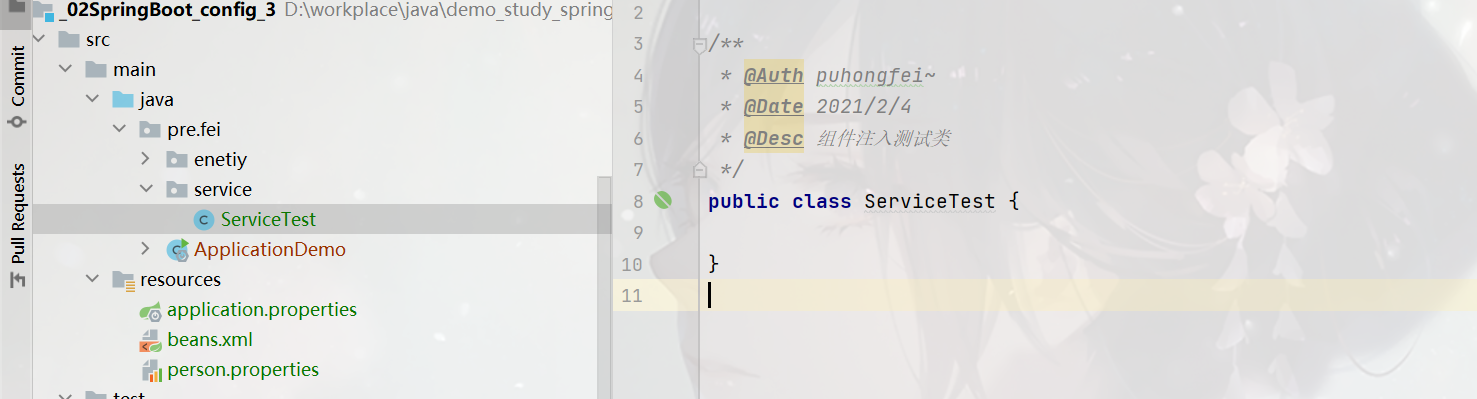 _02SpringBoot_config_3 D:\workplace\java\demo_study_spring
src
main
java
pre.fei
enetiy
service
ServiceTest
ApplicationDemo
resources
application.properties
beans.xml
person.properties
test
Commit
Pull Requests
2
3 /**
4 * @Auth puhongfei~
5 * @Date 2021/2/4
6 * @Desc 组件注入测试类
7 */
8 public class ServiceTest {
9
10 }
11